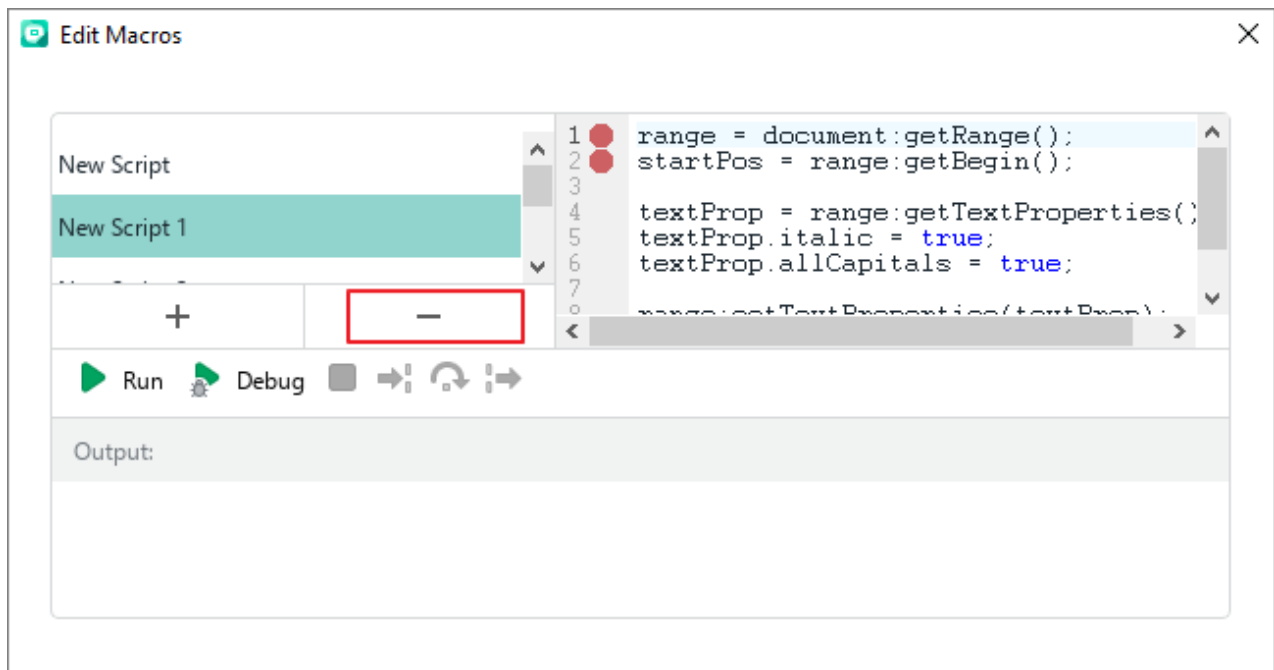 Edit Macros
New Script
New Script 1
1 range = document:getRange();
2 startPos = range:getBegin();
3
4 textProp = range:getTextProperties()
5 textProp.italic = true;
6 textProp.allCapitals = true;
7
Run Debug
Output: